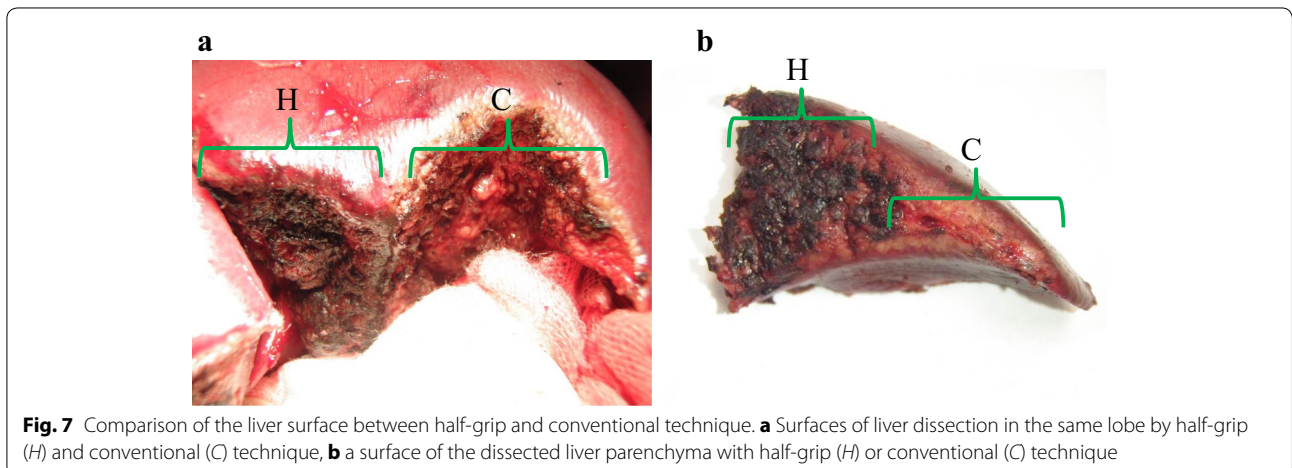 a
b
H
C
H
C
Fig. 7 Comparison of the liver surface between half-grip and conventional technique. a Surfaces of liver dissection in the same lobe by half-grip
(H) and conventional (C) technique, b a surface of the dissected liver parenchyma with half-grip (H) or conventional (C) technique